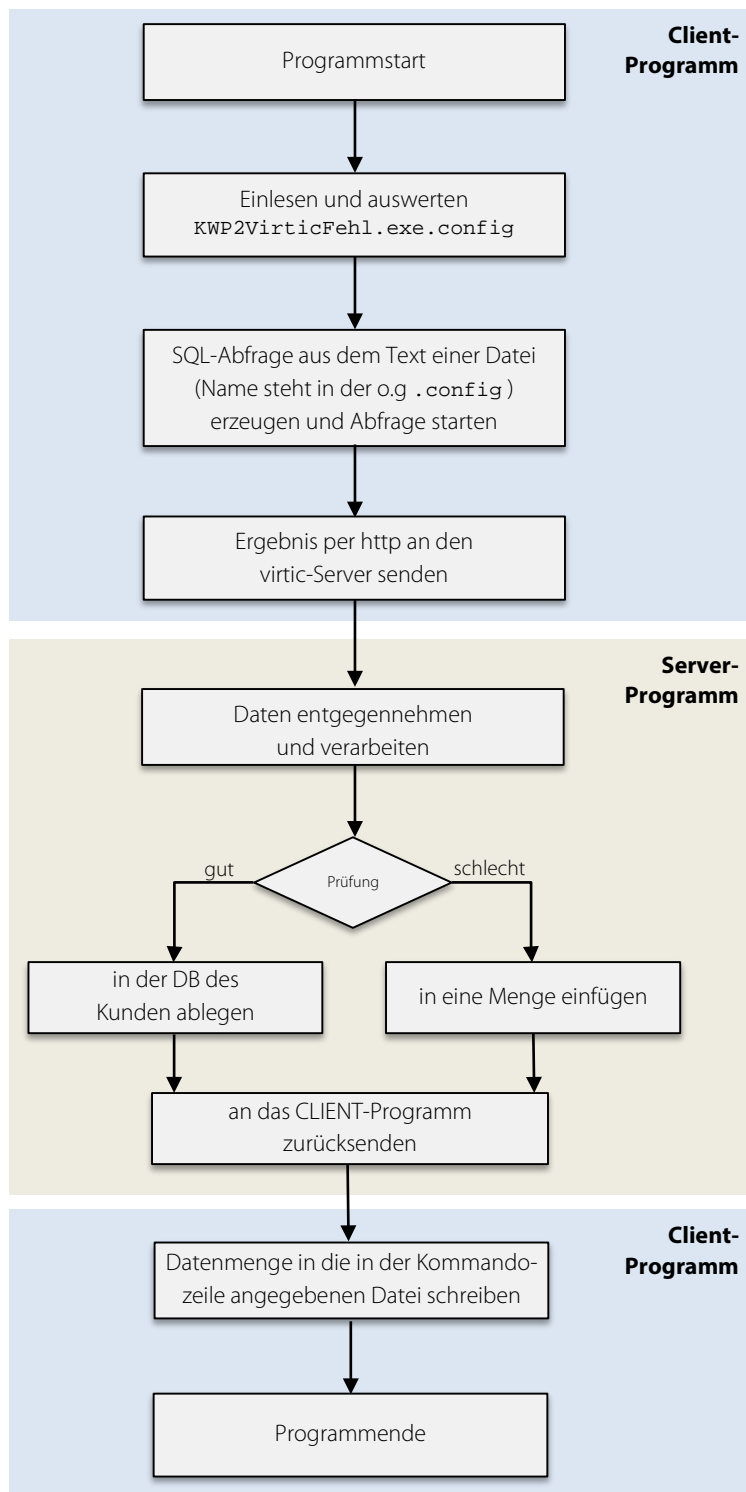 Client-
Programm
Programmstart
Einlesen und auswerten
KWP2VirticFehl.exe.config
SQL-Abfrage aus dem Text einer Datei
(Name steht in der o.g .config )
erzeugen und Abfrage starten
Ergebnis per http an den
virtic-Server senden
Server-
Programm
Daten entgegennehmen
und verarbeiten
gut
Prüfung
schlecht
in der DB des
Kunden ablegen
in eine Menge einfügen
an das CLIENT-Programm
zurücksenden
Client-
Programm
Datenmenge in die in der Kommando-
zeile angegebenen Datei schreiben
Programmende